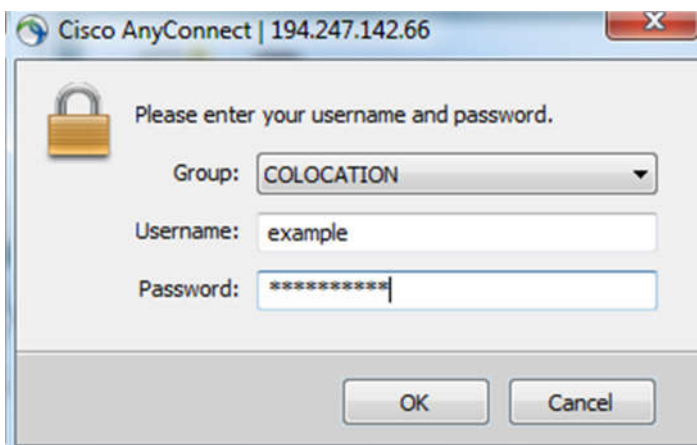 Cisco AnyConnect | 194.247.142.66
Please enter your username and password.
Group: COLOCATION
Username: example
Password: **********
OK Cancel